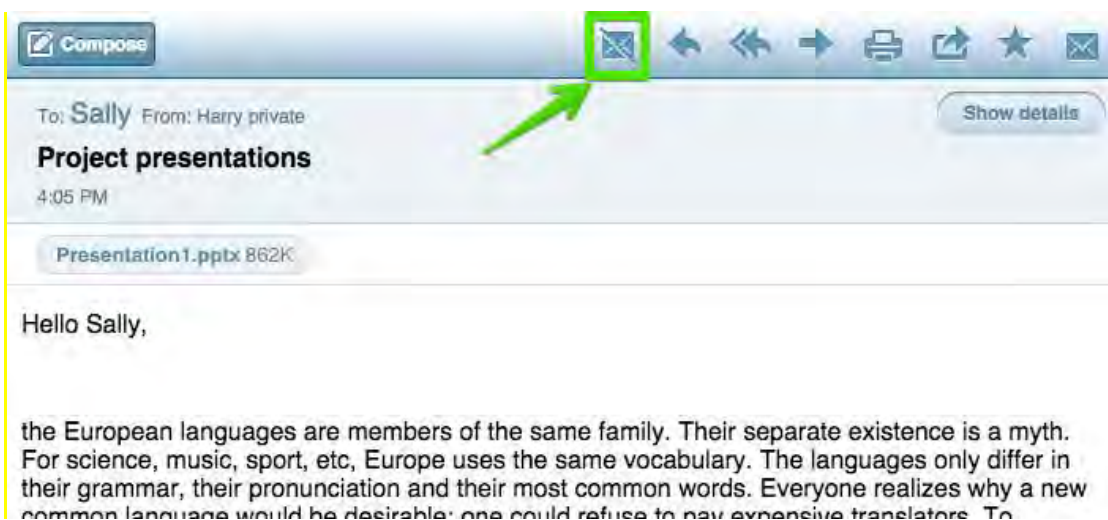 Compose
To: Sally From: Harry private
Show details
Project presentations
4:05 PM
Presentation1.pptx 862K
Hello Sally,
the European languages are members of the same family. Their separate existence is a myth.
For science, music, sport, etc, Europe uses the same vocabulary. The languages only differ in
their grammar, their pronunciation and their most common words. Everyone realizes why a new
common language would be desirable: one could refuse to pay expensive translators. To